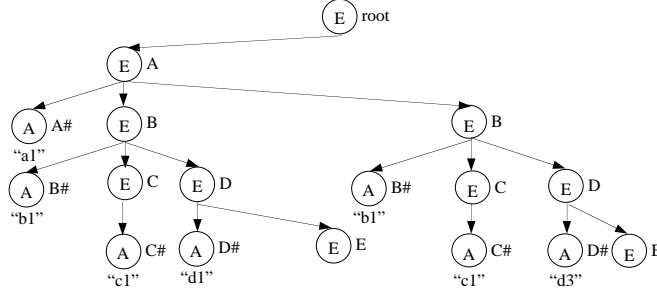 E root
E A
A A# E B E B
"a1"
A B# E C E D A B# E C E D
"b1" "b1"
A C# A D# E E A C# A D# E E
"c1" "d1" "c1" "d3"